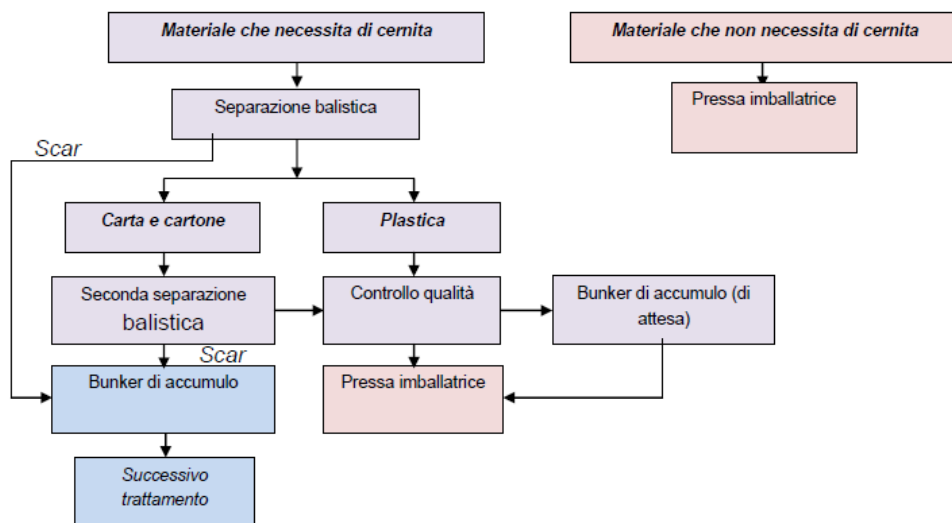 Materiale che necessita di cernita
Materiale che non necessita di cernita
Separazione balistica
Pressa imballatrice
Scar
Carta e cartone
Plastica
Seconda separazione
balistica
Controllo qualità
Bunker di accumulo (di
attesa)
Scar
Bunker di accumulo
Pressa imballatrice
Successivo
trattamento